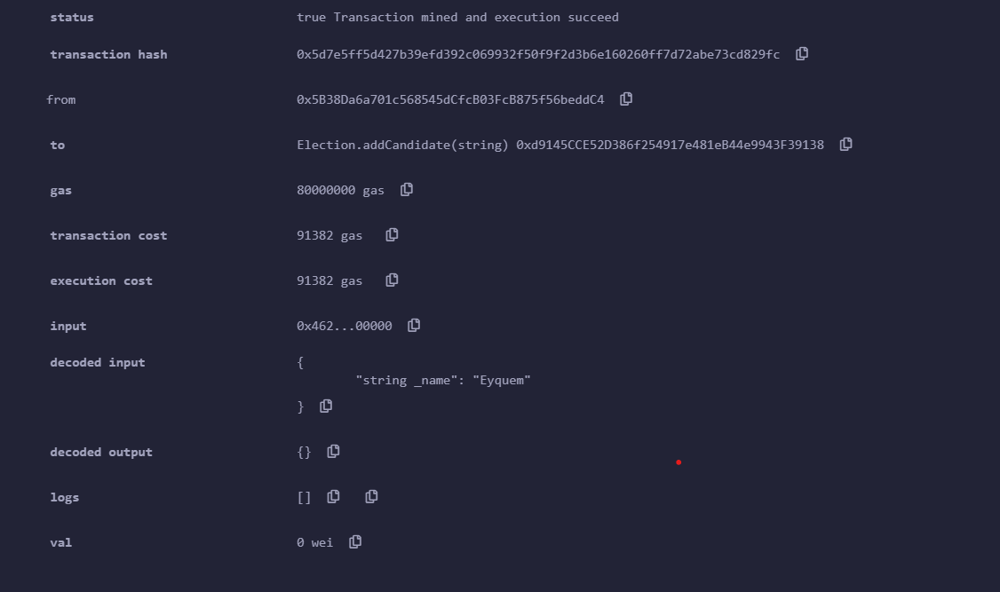 status true Transaction mined and execution succeed
transaction hash 0x5d7e5ff5d427b39efd392c069932f50f9f2d3b6e160260ff7d72abe73cd829fc
from 0x5B38Da6a701c568545dCfcB03FcB875f56beddC4
to Election.addCandidate(string) 0xd9145CCE52D386f254917e481eB44e9943F39138
gas 80000000 gas
transaction cost 91382 gas
execution cost 91382 gas
input 0x462...00000
decoded input {
"string _name": "Eyquem"
}
decoded output {}
logs []
val 0 wei